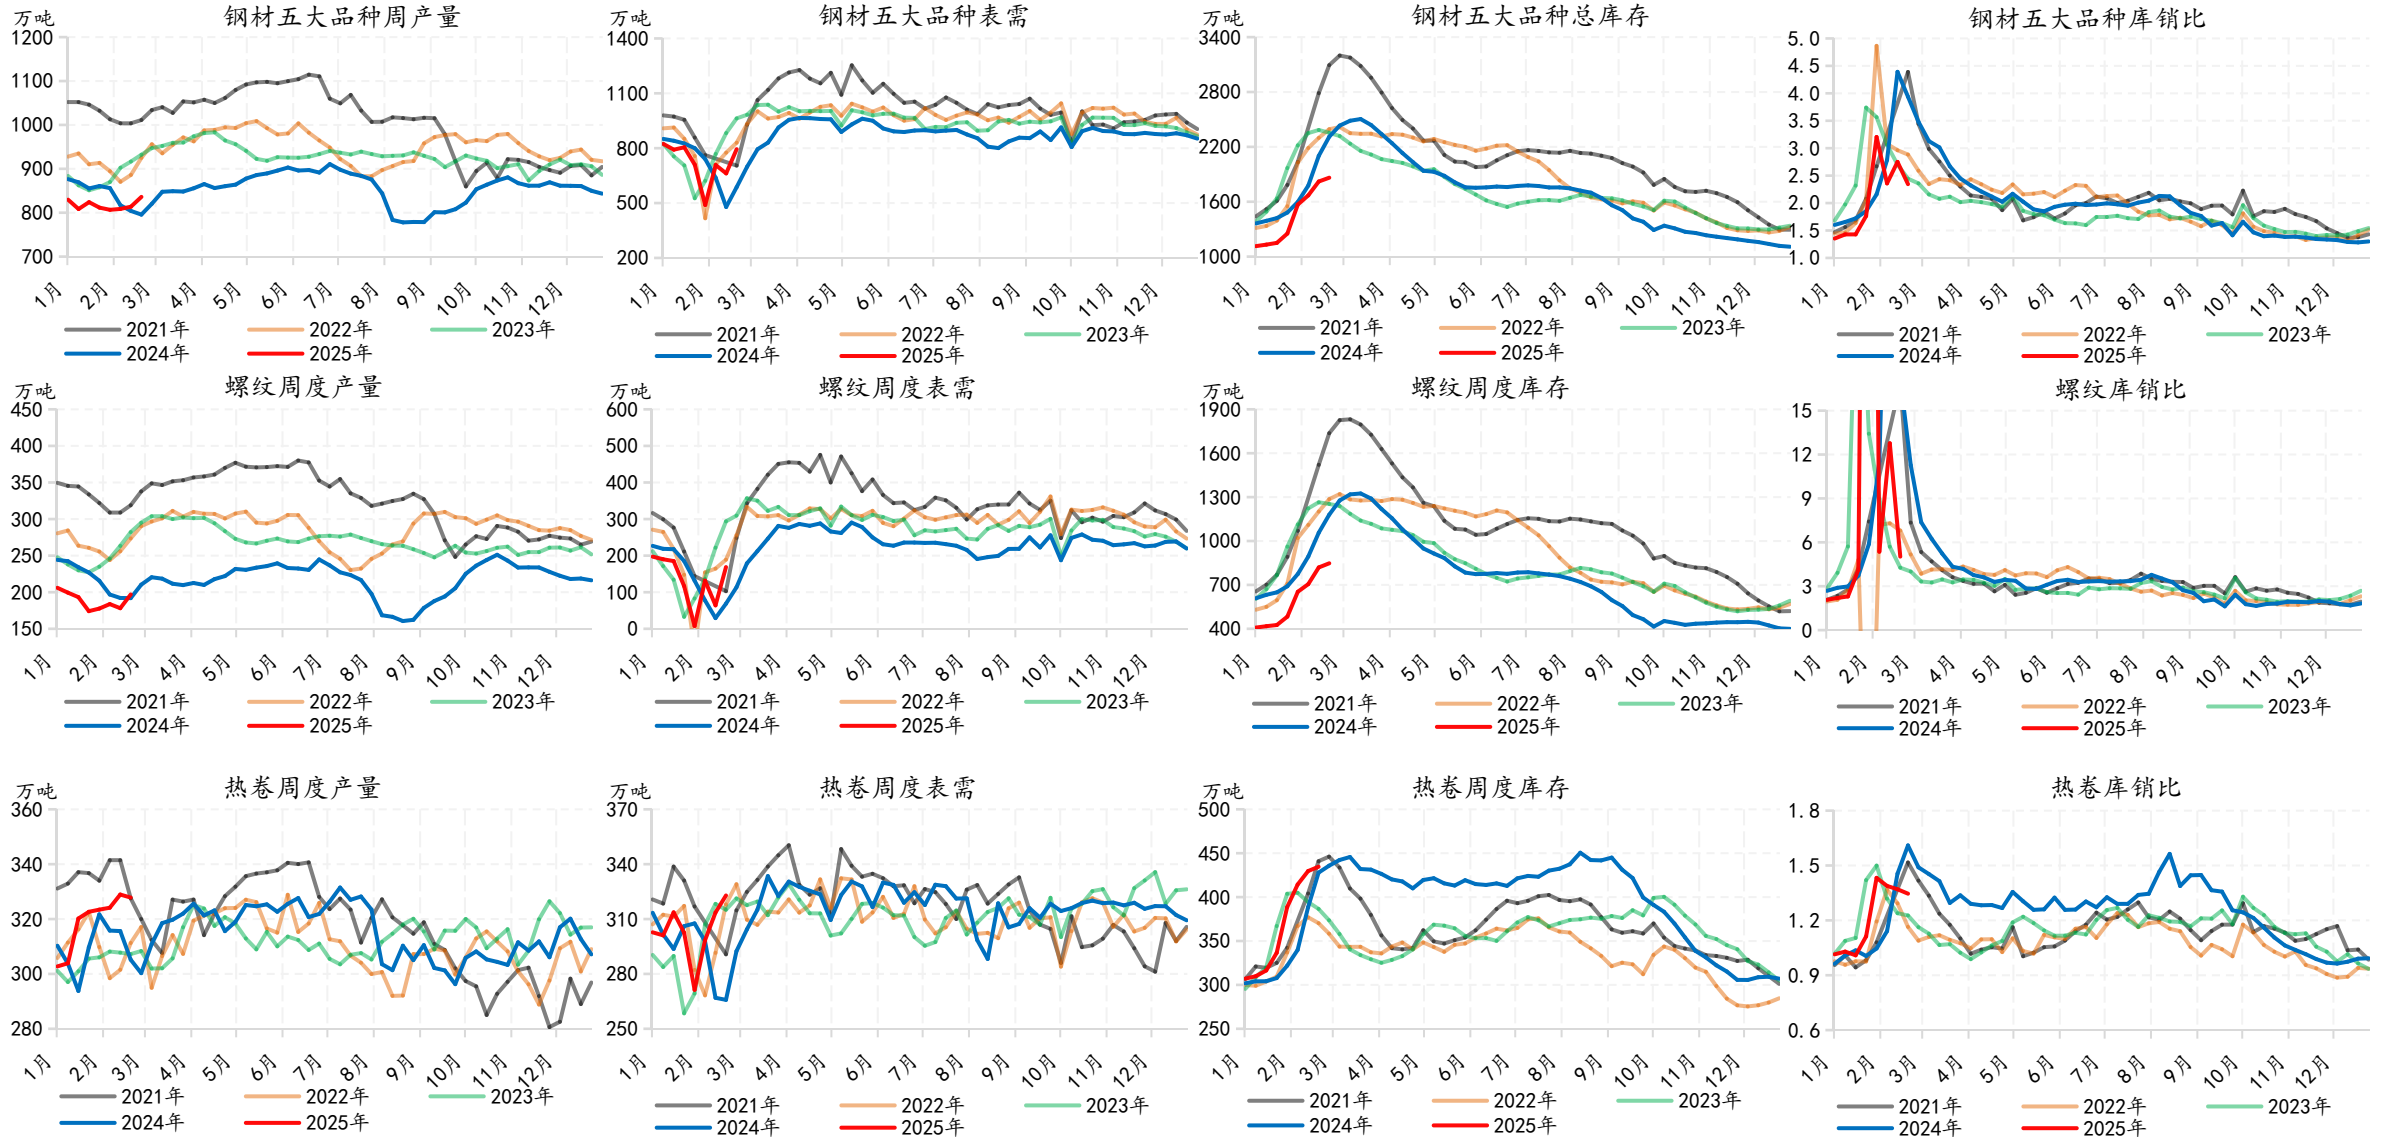 钢材五大品种周产量
万吨
1200
1100
1000
900
800
700
1月 2月 3月 4月 5月 6月 7月 8月 9月 10月 11月 12月
2021年 2022年 2023年
2024年 2025年
钢材五大品种表需
万吨
1400
1100
800
500
200
1月 2月 3月 4月 5月 6月 7月 8月 9月 10月 11月 12月
2021年 2022年 2023年
2024年 2025年
钢材五大品种总库存
万吨
3400
2800
2200
1600
1000
1月 2月 3月 4月 5月 6月 7月 8月 9月 10月 11月 12月
2021年 2022年 2023年
2024年 2025年
钢材五大品种库销比
5.0
4.5
4.0
3.5
3.0
2.5
2.0
1.5
1.0
1月 2月 3月 4月 5月 6月 7月 8月 9月 10月 11月 12月
2021年 2022年 2023年
2024年 2025年
螺纹周度产量
万吨
450
400
350
300
250
200
150
1月 2月 3月 4月 5月 6月 7月 8月 9月 10月 11月 12月
2021年 2022年 2023年
2024年 2025年
螺纹周度表需
万吨
600
500
400
300
200
100
0
1月 2月 3月 4月 5月 6月 7月 8月 9月 10月 11月 12月
2021年 2022年 2023年
2024年 2025年
螺纹周度库存
万吨
1900
1600
1300
1000
700
400
1月 2月 3月 4月 5月 6月 7月 8月 9月 10月 11月 12月
2021年 2022年 2023年
2024年 2025年
螺纹库销比
15
12
9
6
3
0
1月 2月 3月 4月 5月 6月 7月 8月 9月 10月 11月 12月
2021年 2022年 2023年
2024年 2025年
热卷周度产量
万吨
360
340
320
300
280
1月 2月 3月 4月 5月 6月 7月 8月 9月 10月 11月 12月
2021年 2022年 2023年
2024年 2025年
热卷周度表需
万吨
370
340
310
280
250
1月 2月 3月 4月 5月 6月 7月 8月 9月 10月 11月 12月
2021年 2022年 2023年
2024年 2025年
热卷周度库存
万吨
500
450
400
350
300
250
1月 2月 3月 4月 5月 6月 7月 8月 9月 10月 11月 12月
2021年 2022年 2023年
2024年 2025年
热卷库销比
1.8
1.5
1.2
0.9
0.6
1月 2月 3月 4月 5月 6月 7月 8月 9月 10月 11月 12月
2021年 2022年 2023年
2024年 2025年